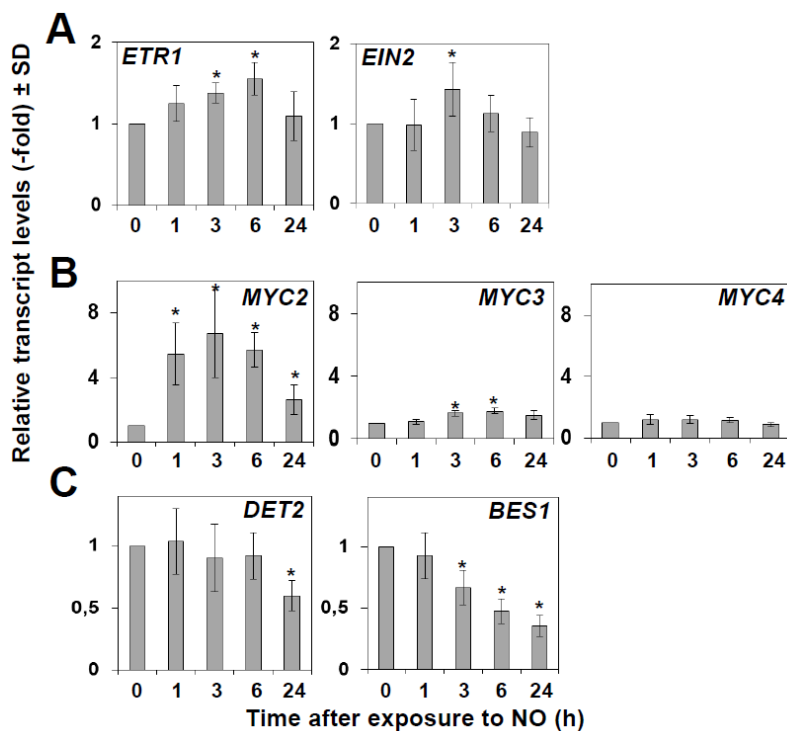 Relative transcript levels (-fold) ± SD
A
ETR1
2
1
0
*
*
0 1 3 6 24
EIN2
2
1
0
*
0 1 3 6 24
B
MYC2
8
4
0
*
*
*
*
0 1 3 6 24
MYC3
8
4
0
*
*
0 1 3 6 24
MYC4
8
4
0
0 1 3 6 24
C
DET2
1
0,5
0
*
0 1 3 6 24
BES1
1
0,5
0
*
*
*
0 1 3 6 24
Time after exposure to NO (h)